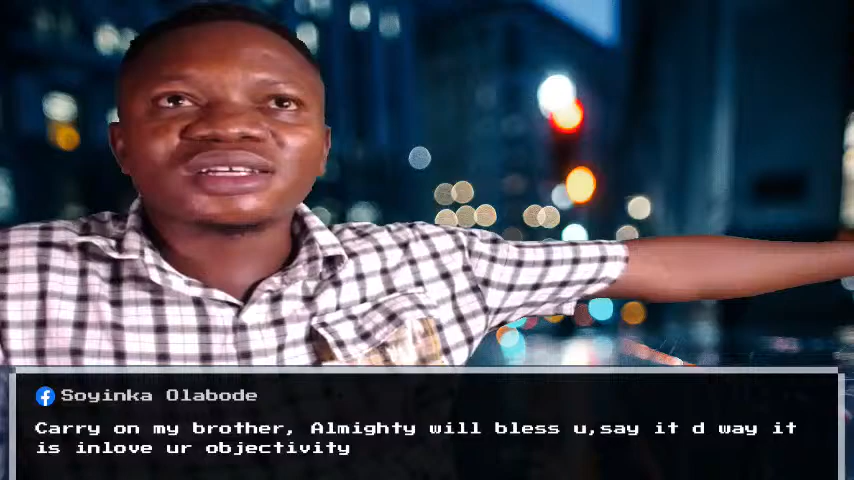 Soyinka Olabode
Carry on my brother, Almighty will bless u,say it d way it
is inlove ur objectivity